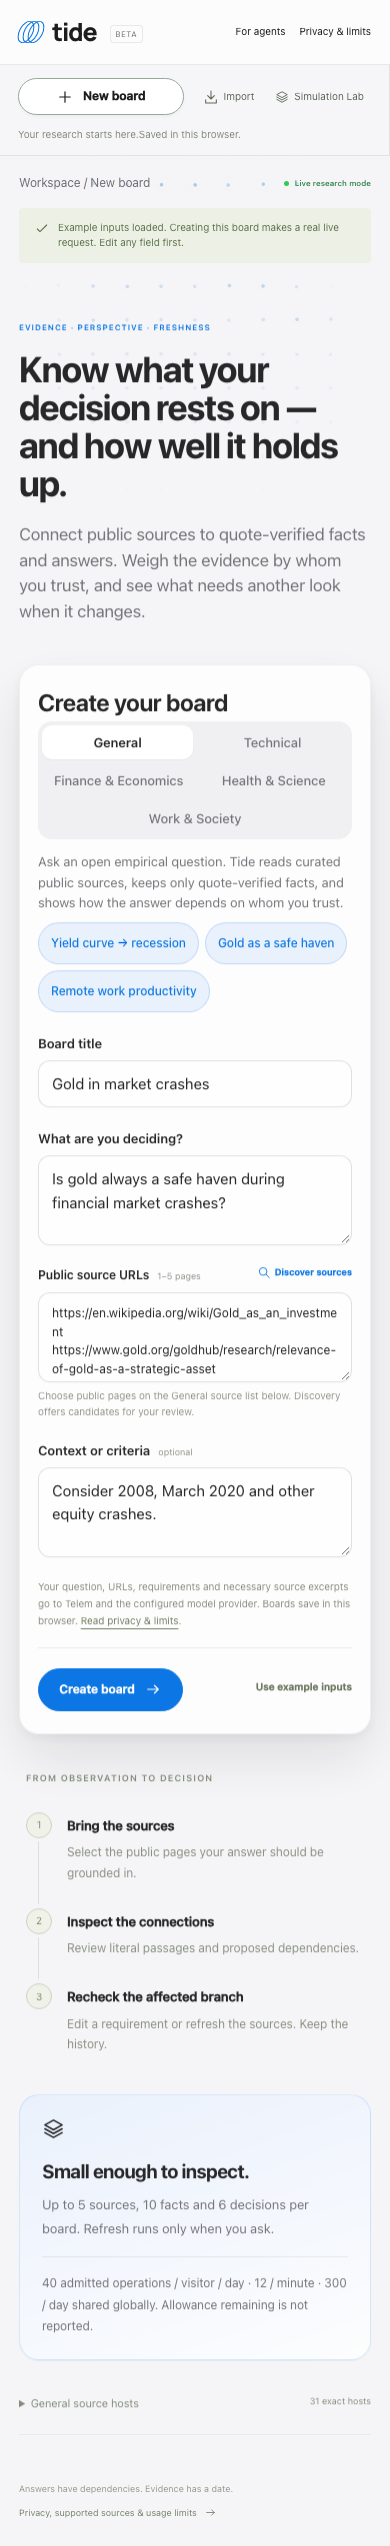 tide BETA For agents Privacy & limits
New board Import Simulation Lab
Your research starts here.Saved in this browser.
Workspace / New board Live research mode
Example inputs loaded. Creating this board makes a real live
request. Edit any field first.
EVIDENCE · PERSPECTIVE · FRESHNESS
Know what your
decision rests on —
and how well it holds
up.
Connect public sources to quote-verified facts
and answers. Weigh the evidence by whom
you trust, and see what needs another look
when it changes.
Create your board
General Technical
Finance & Economics Health & Science
Work & Society
Ask an open empirical question. Tide reads curated
public sources, keeps only quote-verified facts, and
shows how the answer depends on whom you trust.
Yield curve → recession Gold as a safe haven
Remote work productivity
Board title
Gold in market crashes
What are you deciding?
Is gold always a safe haven during
financial market crashes?
Public source URLs 1–5 pages Discover sources
https://en.wikipedia.org/wiki/Gold_as_an_investme
nt
https://www.gold.org/goldhub/research/relevance-
of-gold-as-a-strategic-asset
Choose public pages on the General source list below. Discovery
offers candidates for your review.
Context or criteria optional
Consider 2008, March 2020 and other
equity crashes.
Your question, URLs, requirements and necessary source excerpts
go to Telem and the configured model provider. Boards save in this
browser. Read privacy & limits.
Create board → Use example inputs
FROM OBSERVATION TO DECISION
1 Bring the sources
Select the public pages your answer should be
grounded in.
2 Inspect the connections
Review literal passages and proposed dependencies.
3 Recheck the affected branch
Edit a requirement or refresh the sources. Keep the
history.
Small enough to inspect.
Up to 5 sources, 10 facts and 6 decisions per
board. Refresh runs only when you ask.
40 admitted operations / visitor / day · 12 / minute · 300
/ day shared globally. Allowance remaining is not
reported.
General source hosts 31 exact hosts
Answers have dependencies. Evidence has a date.
Privacy, supported sources & usage limits →